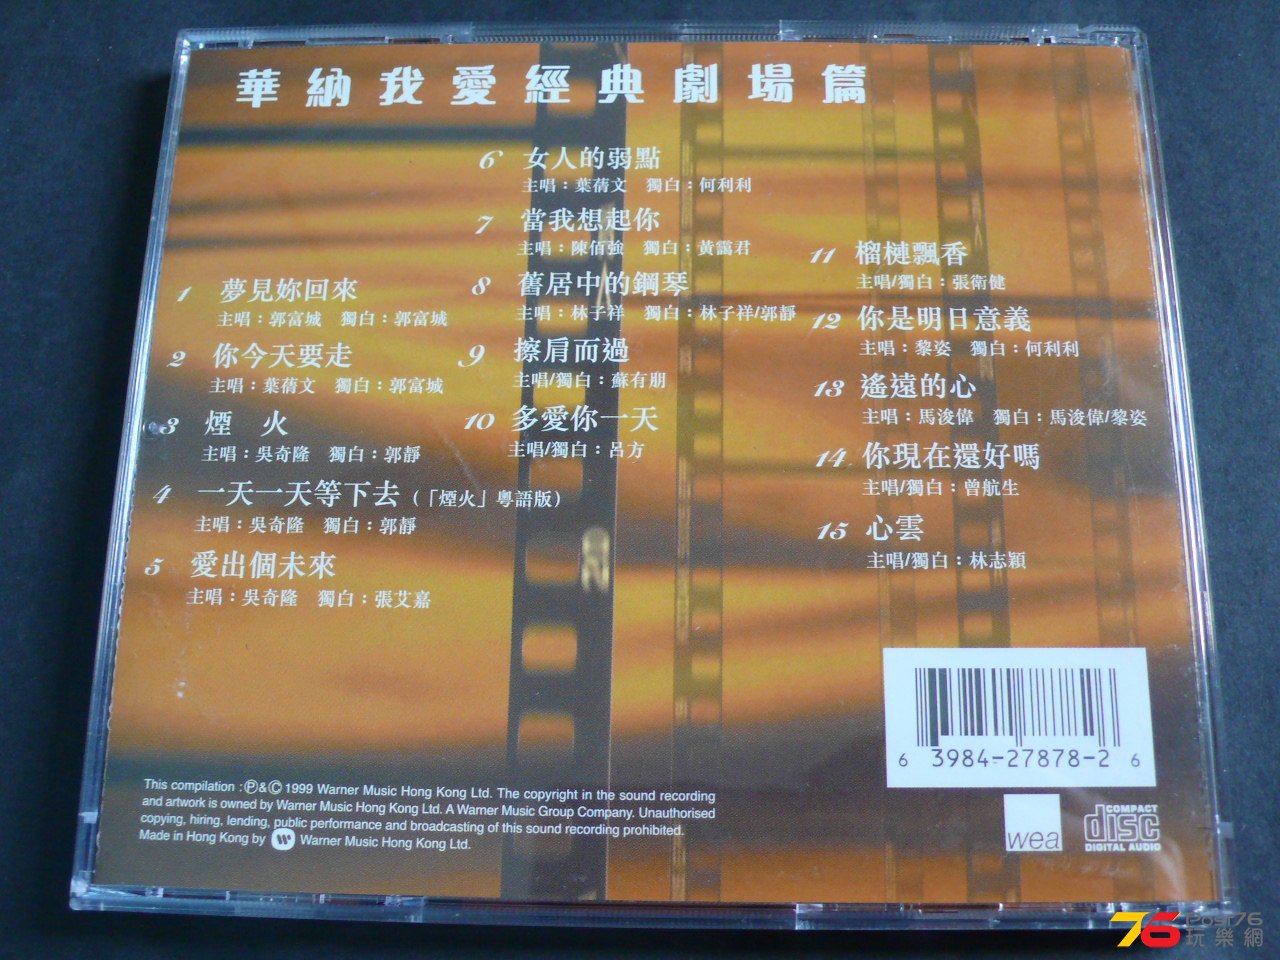 華納我愛經典劇場篇
1 夢見妳回來
主唱：郭富城　獨白：郭富城
2 你今天要走
主唱：葉蒨文　獨白：郭富城
3 煙　火
主唱：吳奇隆　獨白：郭靜
4 一天一天等下去（「煙火」粵語版）
主唱：吳奇隆　獨白：郭靜
5 愛出個未來
主唱：吳奇隆　獨白：張艾嘉
6 女人的弱點
主唱：葉蒨文　獨白：何利利
7 當我想起你
主唱：陳佰強　獨白：黃靄君
8 舊居中的鋼琴
主唱：林子祥　獨白：林子祥/郭靜
9 擦肩而過
主唱/獨白：蘇有朋
10 多愛你一天
主唱/獨白：呂方
11 榴槤飄香
主唱/獨白：張衛健
12 你是明日意義
主唱：黎姿　獨白：何利利
13 遙遠的心
主唱：馬浚偉　獨白：馬浚偉/黎姿
14 你現在還好嗎
主唱/獨白：曾航生
15 心雲
主唱/獨白：林志穎
6 3984-27878-2 6
This compilation : Ⓟ&Ⓒ 1999 Warner Music Hong Kong Ltd. The copyright in the sound recording
and artwork is owned by Warner Music Hong Kong Ltd. A Warner Music Group Company. Unauthorised
copying, hiring, lending, public performance and broadcasting of this sound recording prohibited.
Made in Hong Kong by Warner Music Hong Kong Ltd.
wea
COMPACT
disc
DIGITAL AUDIO
76 Post76
玩樂網